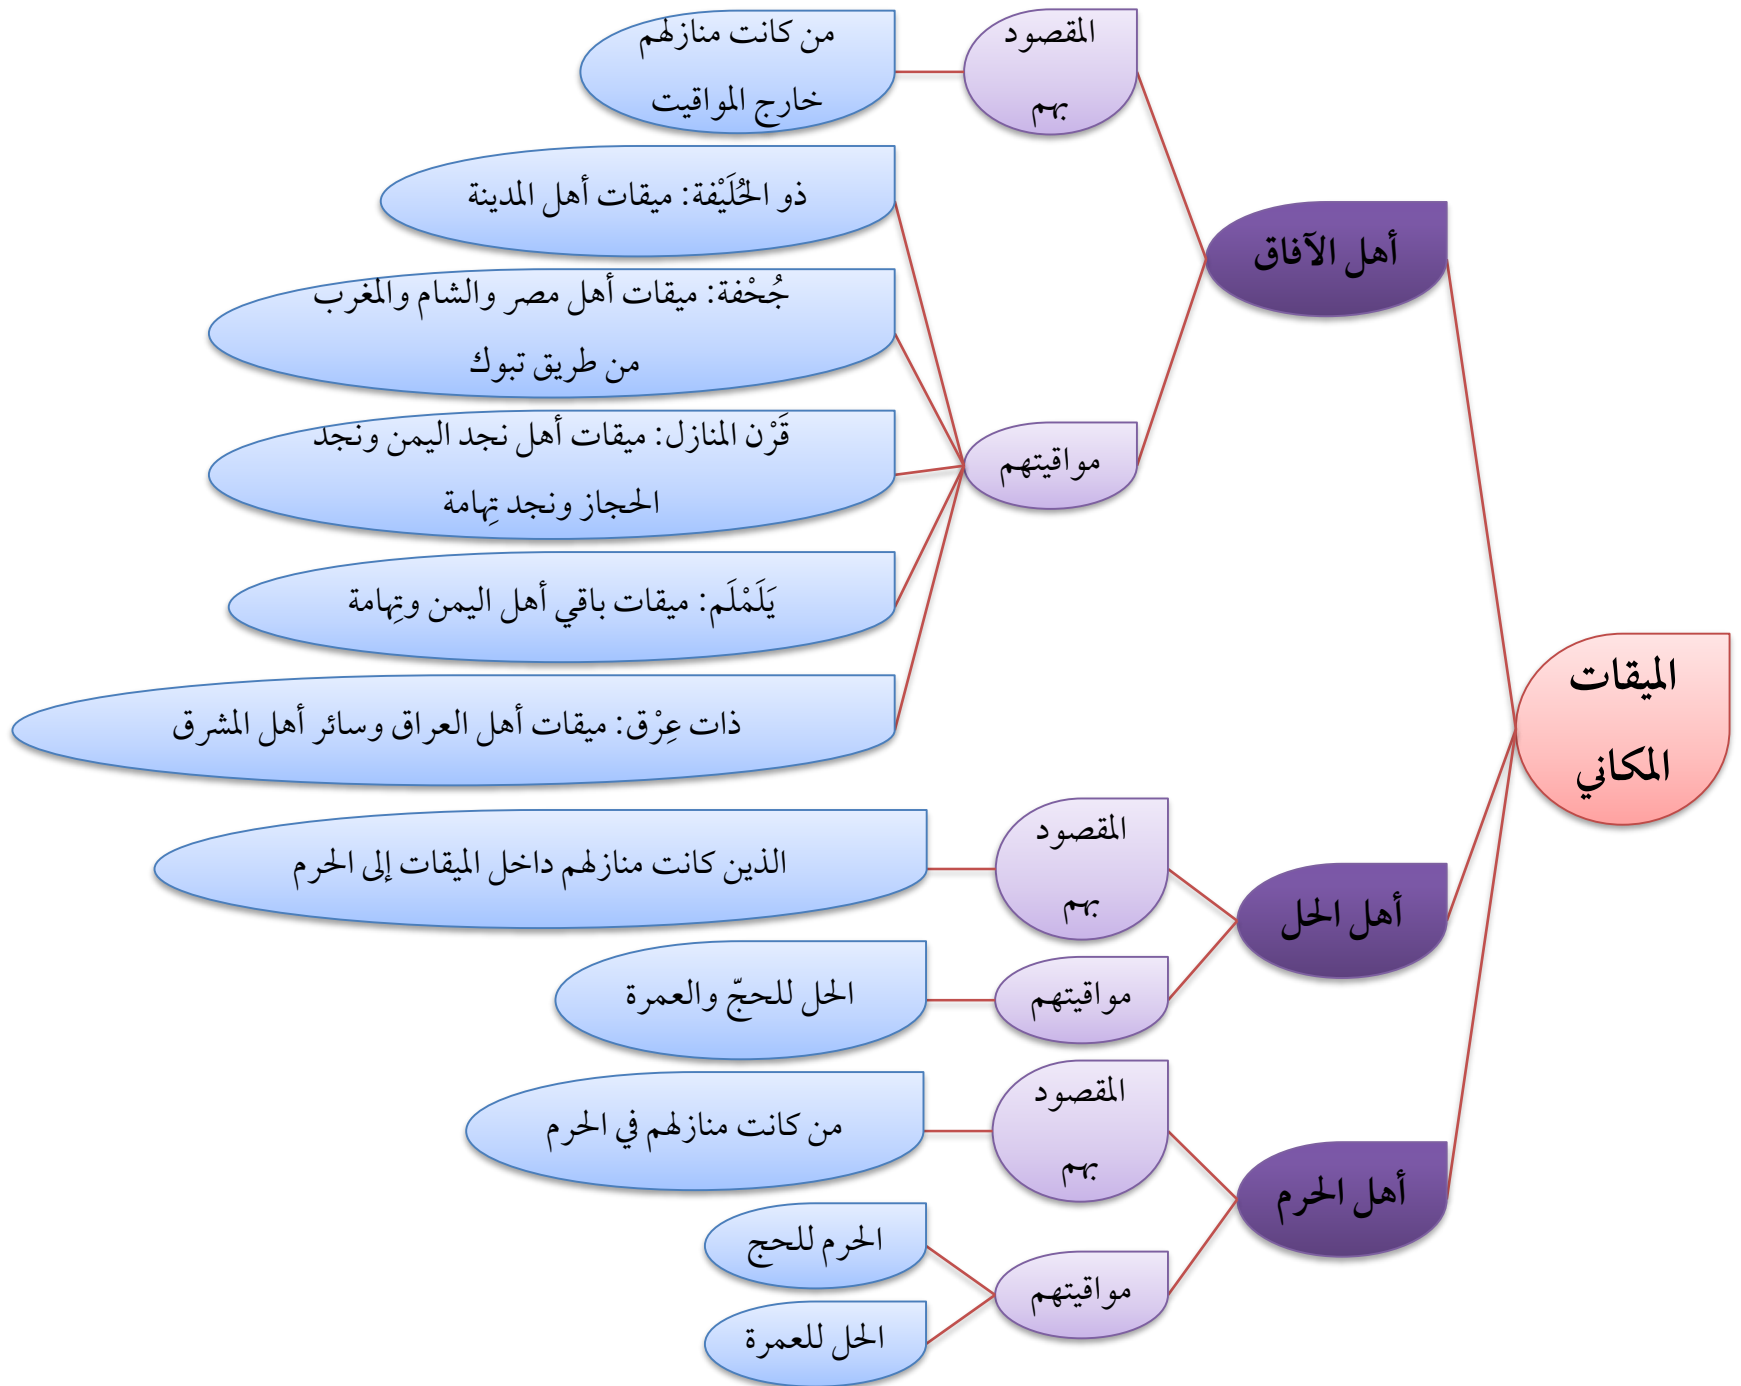 الميقات
المكاني
أهل الآفاق
المقصود
بهم
من كانت منازلهم
خارج المواقيت
مواقيتهم
ذو الحُلَيْفة: ميقات أهل المدينة
جُحْفة: ميقات أهل مصر والشام والمغرب
من طريق تبوك
قَرْن المنازل: ميقات أهل نجد اليمن ونجد
الحجاز ونجد تِهامة
يَلَمْلَم: ميقات باقي أهل اليمن وتِهامة
ذات عِرْق: ميقات أهل العراق وسائر أهل المشرق
أهل الحل
المقصود
بهم
الذين كانت منازلهم داخل الميقات إلى الحرم
مواقيتهم
الحل للحجّ والعمرة
أهل الحرم
المقصود
بهم
من كانت منازلهم في الحرم
مواقيتهم
الحرم للحج
الحل للعمرة